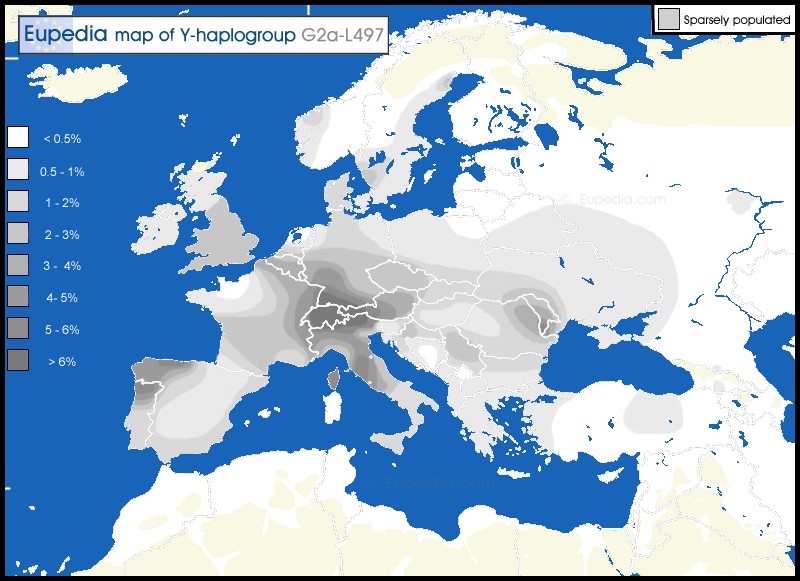 Eupedia map of Y-haplogroup G2a-L497
Sparsely populated
< 0.5%
0.5 - 1%
1 - 2%
2 - 3%
3 - 4%
4- 5%
5 - 6%
> 6%
© Eupedia.com
© Eupedia.com